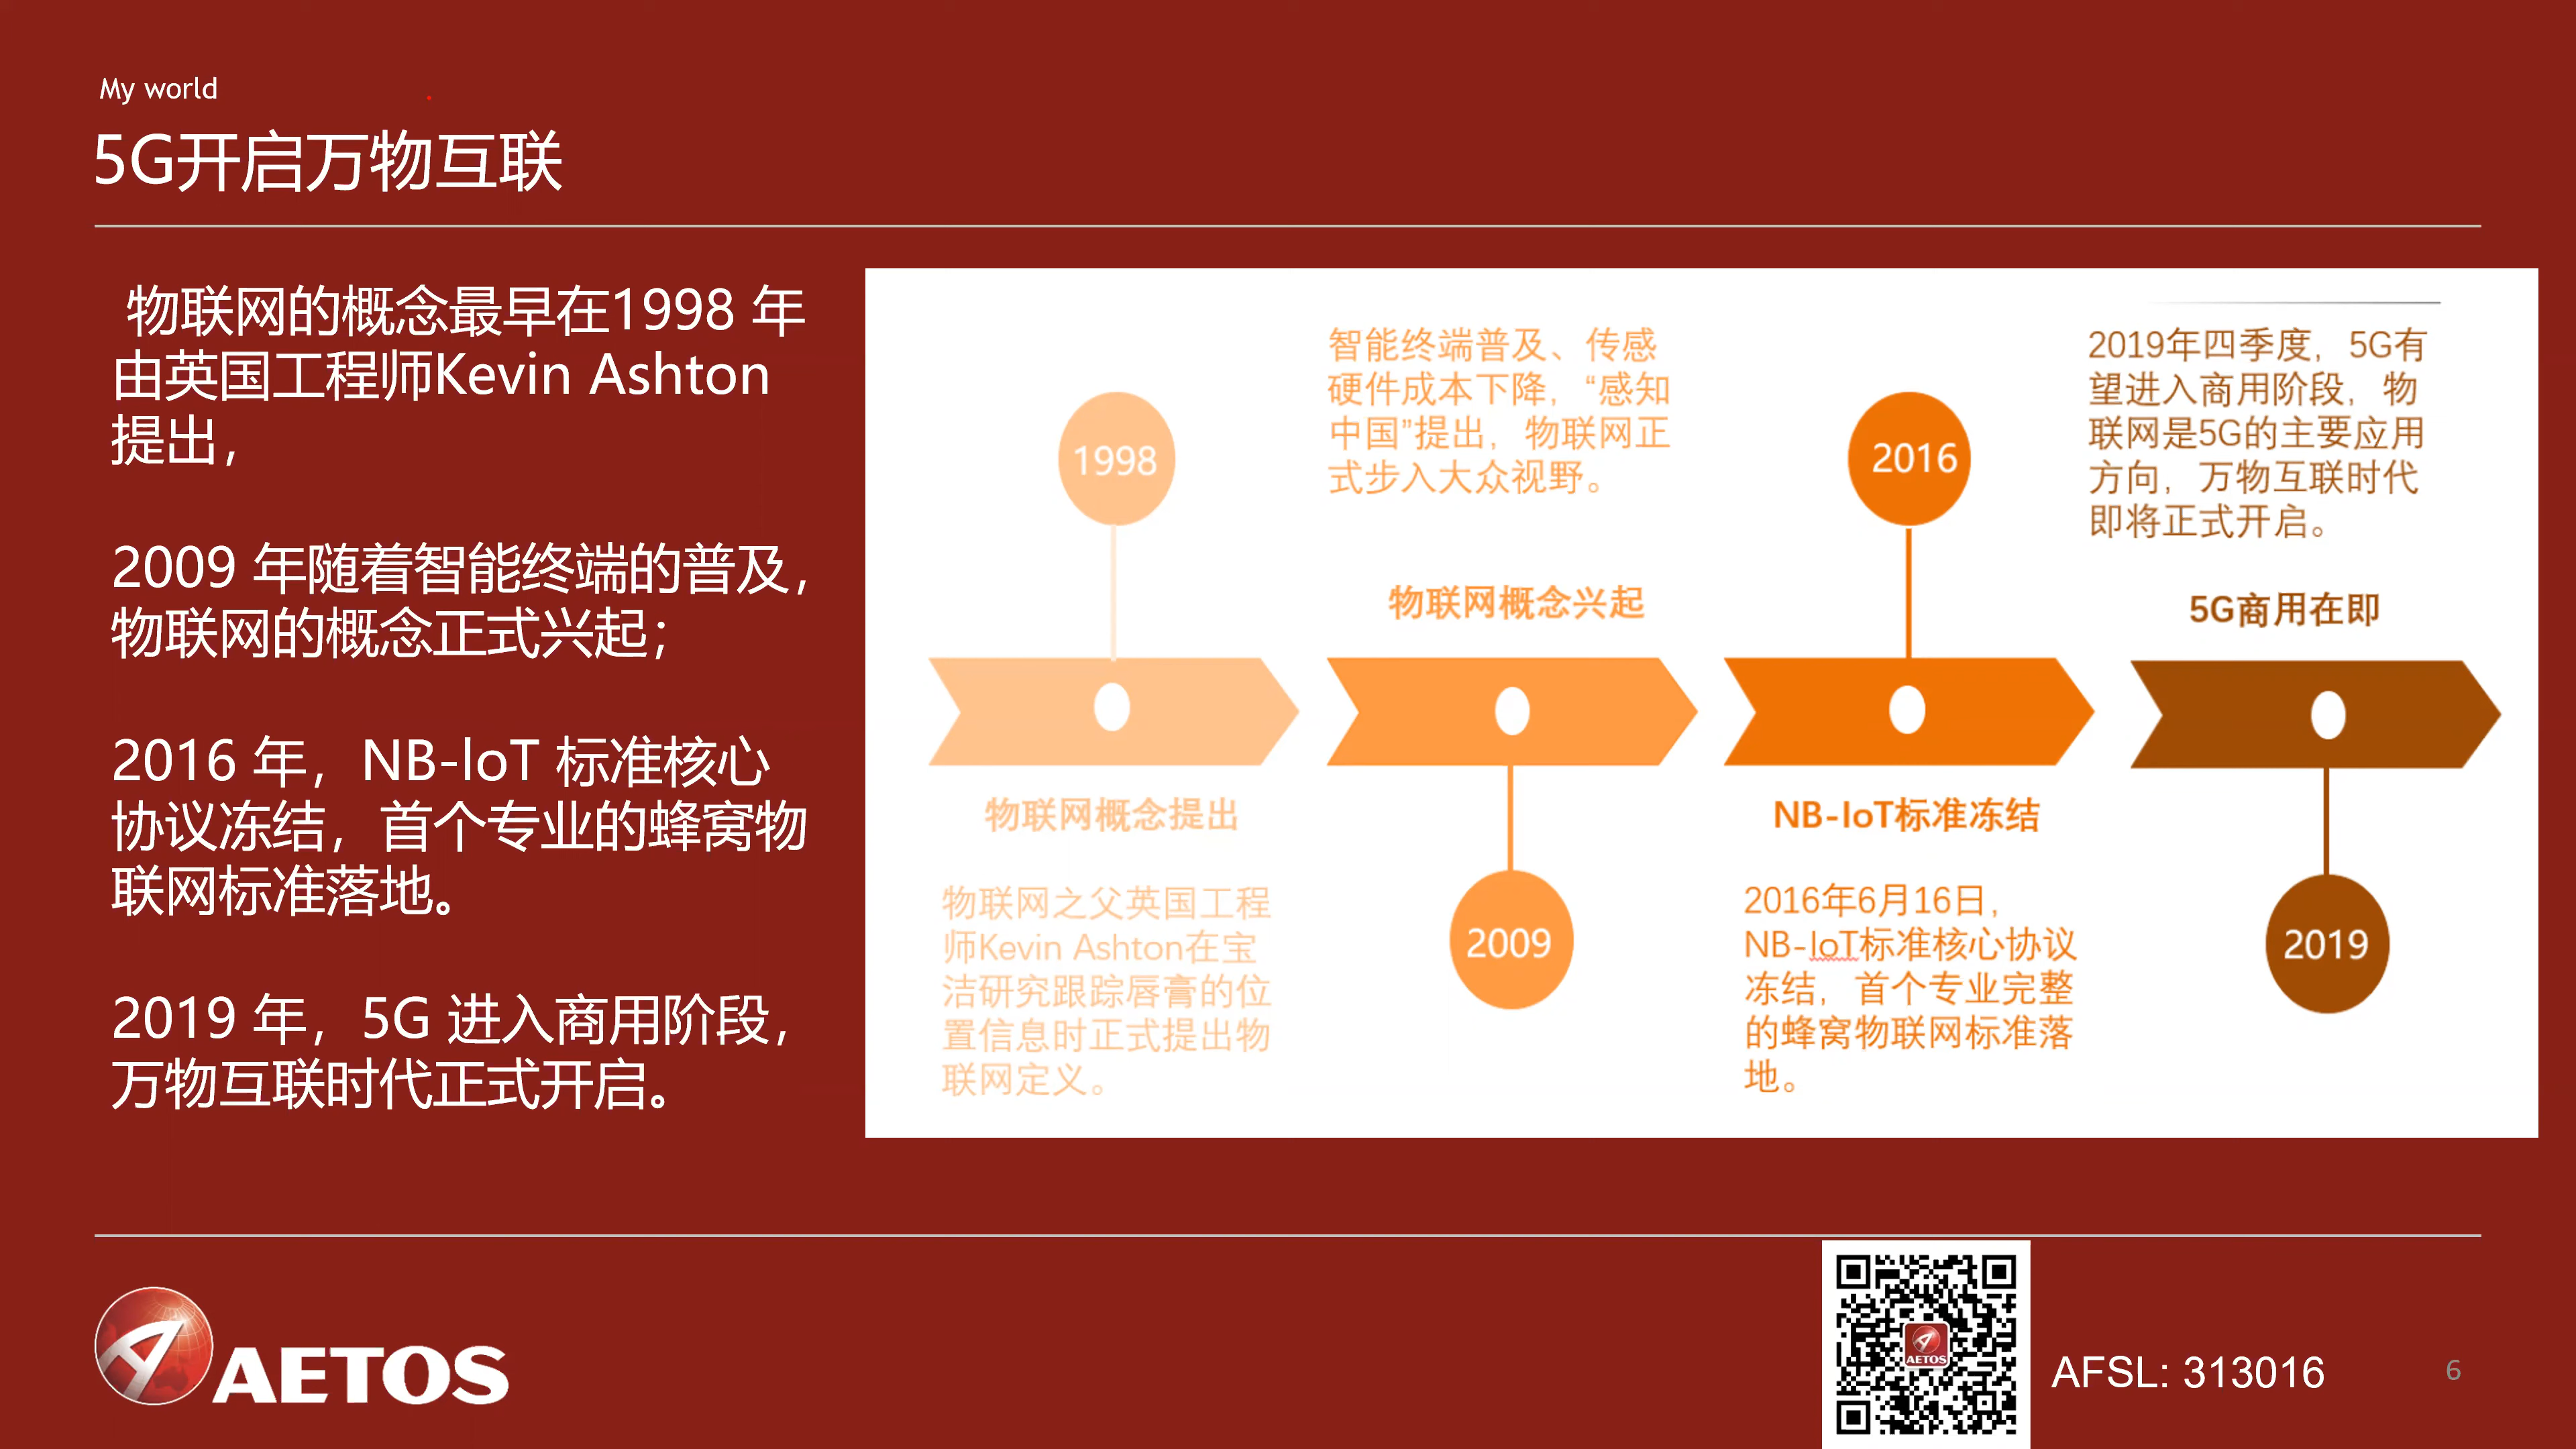 My world
5G开启万物互联
物联网的概念最早在1998 年
由英国工程师Kevin Ashton
提出，
2009 年随着智能终端的普及，
物联网的概念正式兴起；
2016 年，NB-loT 标准核心
协议冻结，首个专业的蜂窝物
联网标准落地。
2019 年，5G 进入商用阶段，
万物互联时代正式开启。
1998
物联网概念提出
物联网之父英国工程
师Kevin Ashton在宝
洁研究跟踪唇膏的位
置信息时正式提出物
联网定义。
智能终端普及、传感
硬件成本下降，“感知
中国”提出，物联网正
式步入大众视野。
物联网概念兴起
2009
2016
NB-IoT标准冻结
2016年6月16日，
NB-IoT标准核心协议
冻结，首个专业完整
的蜂窝物联网标准落
地。
2019年四季度，5G有
望进入商用阶段，物
联网是5G的主要应用
方向，万物互联时代
即将正式开启。
5G商用在即
2019
AETOS
AETOS
AFSL: 313016
6